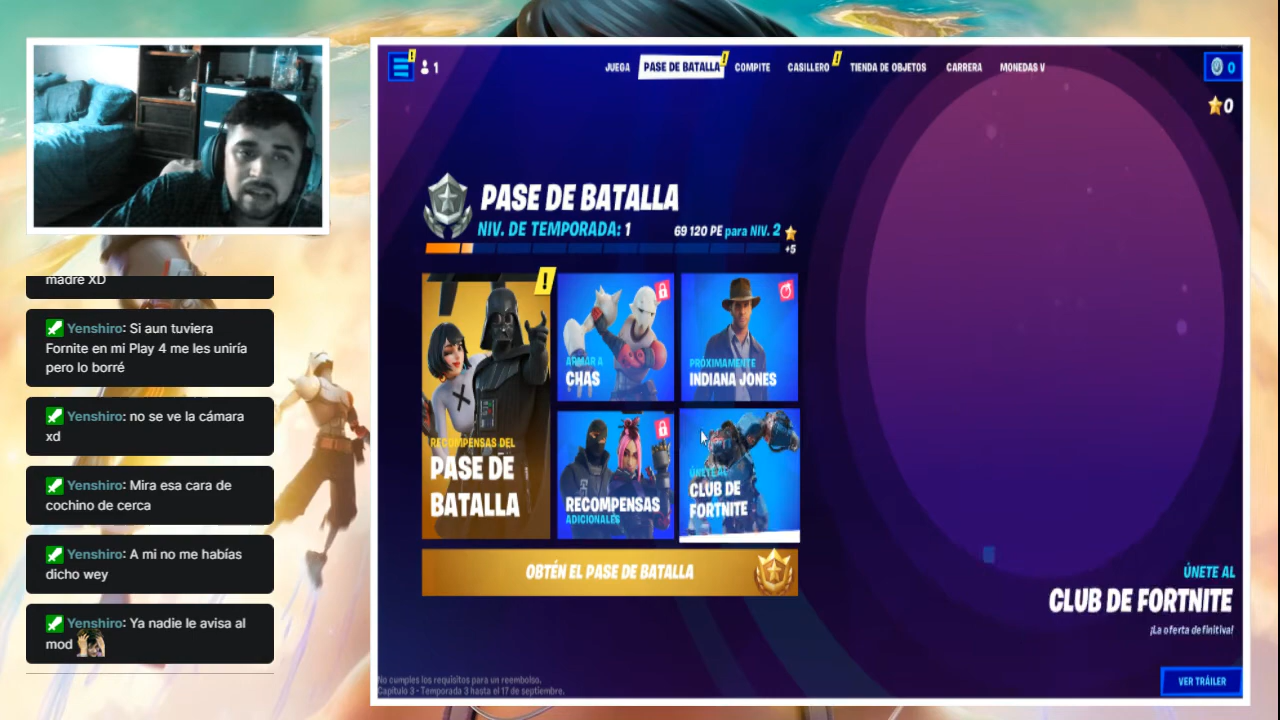 madre XD
Yenshiro: Si aun tuviera
Fornite en mi Play 4 me les uniría
pero lo borré
Yenshiro: no se ve la cámara
xd
Yenshiro: Mira esa cara de
cochino de cerca
Yenshiro: A mi no me habías
dicho wey
Yenshiro: Ya nadie le avisa al
mod
1
JUEGA PASE DE BATALLA COMPITE CASILLERO TIENDA DE OBJETOS CARRERA MONEDAS V
0
0
PASE DE BATALLA
NIV. DE TEMPORADA: 1 69 120 PE para NIV. 2
+5
RECOMPENSAS DEL
PASE DE
BATALLA
ARMAR A
CHAS
PRÓXIMAMENTE
INDIANA JONES
RECOMPENSAS
ADICIONALES
ÚNETE AL
CLUB DE
FORTNITE
OBTÉN EL PASE DE BATALLA
ÚNETE AL
CLUB DE FORTNITE
¡La oferta definitiva!
No cumples los requisitos para un reembolso.
Capítulo 3 - Temporada 3 hasta el 17 de septiembre.
VER TRÁILER